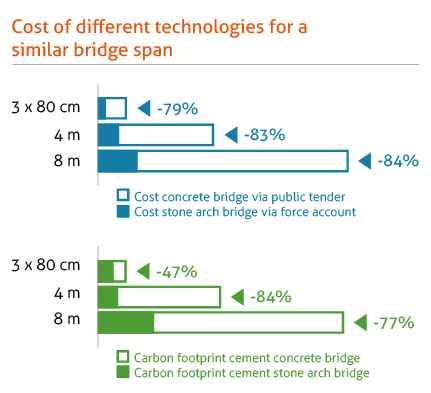 Cost of different technologies for a
similar bridge span
3 x 80 cm -79%
4 m -83%
8 m -84%
Cost concrete bridge via public tender
Cost stone arch bridge via force account
3 x 80 cm -47%
4 m -84%
8 m -77%
Carbon footprint cement concrete bridge
Carbon footprint cement stone arch bridge